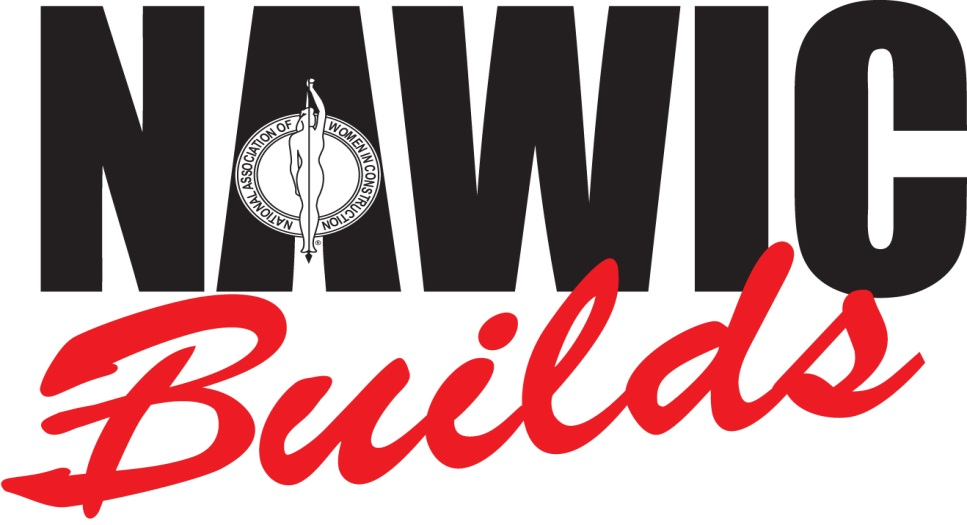 NAWIC
NATIONAL ASSOCIATION OF WOMEN IN CONSTRUCTION
®
Builds